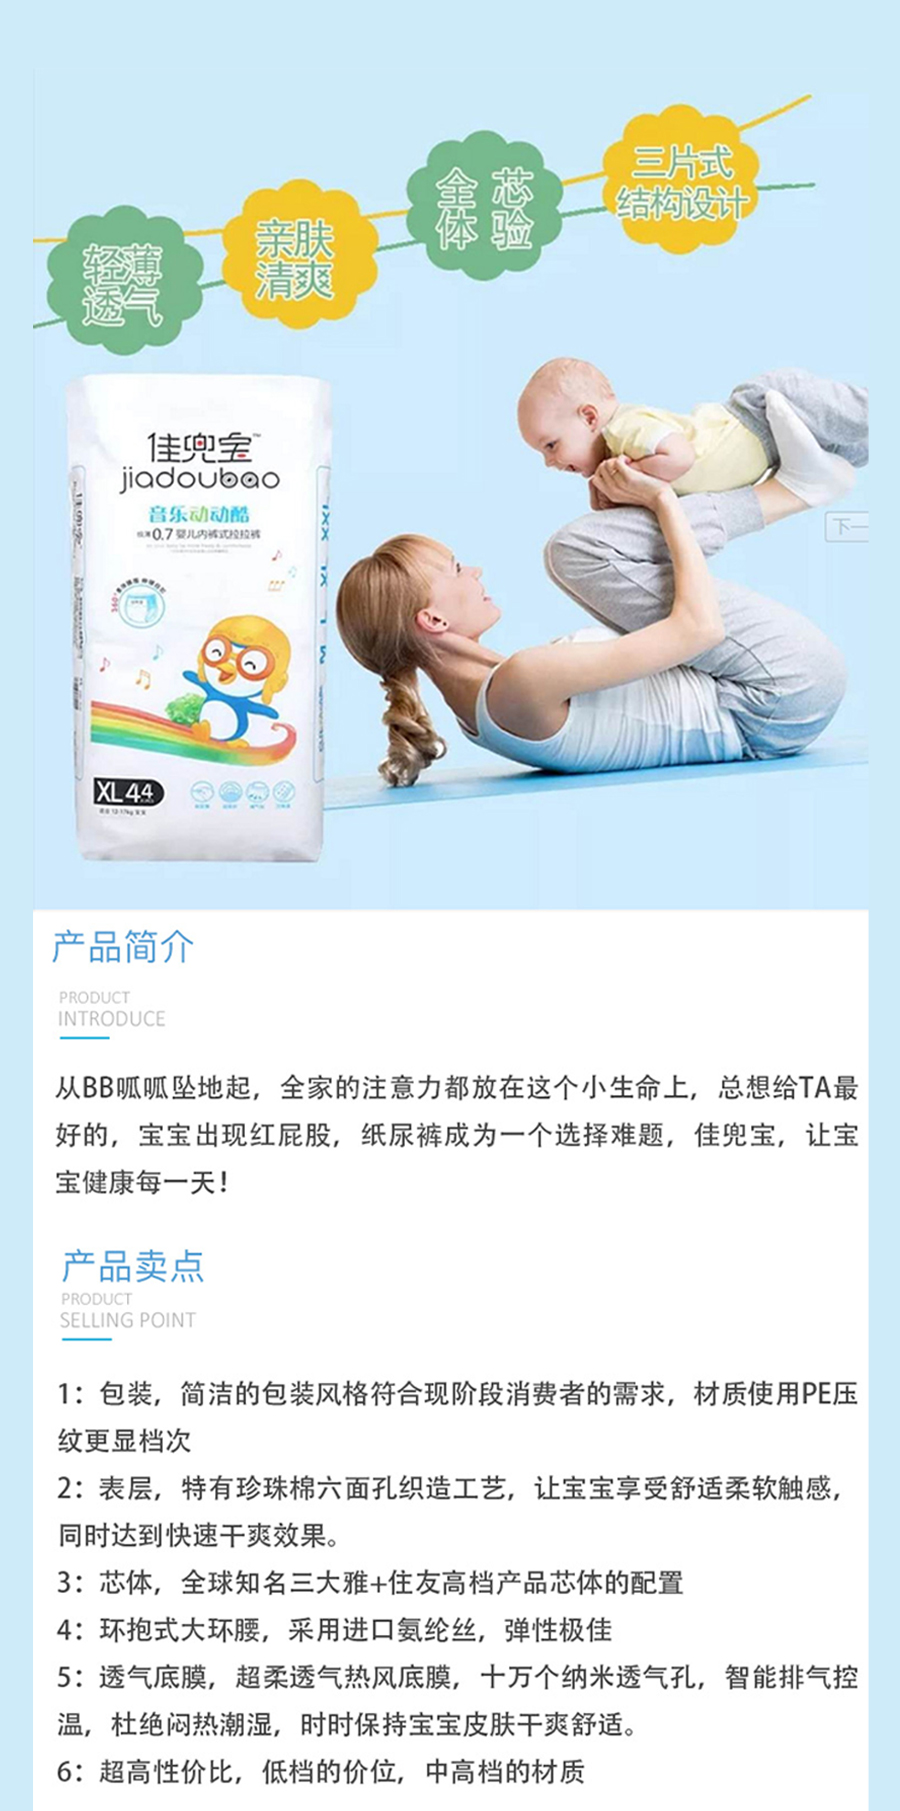 轻薄
透气
亲肤
清爽
全芯
体验
三片式
结构设计
佳兜宝™
jiadoubao
音乐动动酷
0.7婴儿内裤式拉拉裤
360°
XL 44
下一
产品简介
PRODUCT
INTRODUCE
从BB呱呱坠地起，全家的注意力都放在这个小生命上，总想给TA最
好的，宝宝出现红屁股，纸尿裤成为一个选择难题，佳兜宝，让宝
宝健康每一天！
产品卖点
PRODUCT
SELLING POINT
1：包装，简洁的包装风格符合现阶段消费者的需求，材质使用PE压
纹更显档次
2：表层，特有珍珠棉六面孔织造工艺，让宝宝享受舒适柔软触感，
同时达到快速干爽效果。
3：芯体，全球知名三大雅+住友高档产品芯体的配置
4：环抱式大环腰，采用进口氨纶丝，弹性极佳
5：透气底膜，超柔透气热风底膜，十万个纳米透气孔，智能排气控
温，杜绝闷热潮湿，时时保持宝宝皮肤干爽舒适。
6：超高性价比，低档的价位，中高档的材质